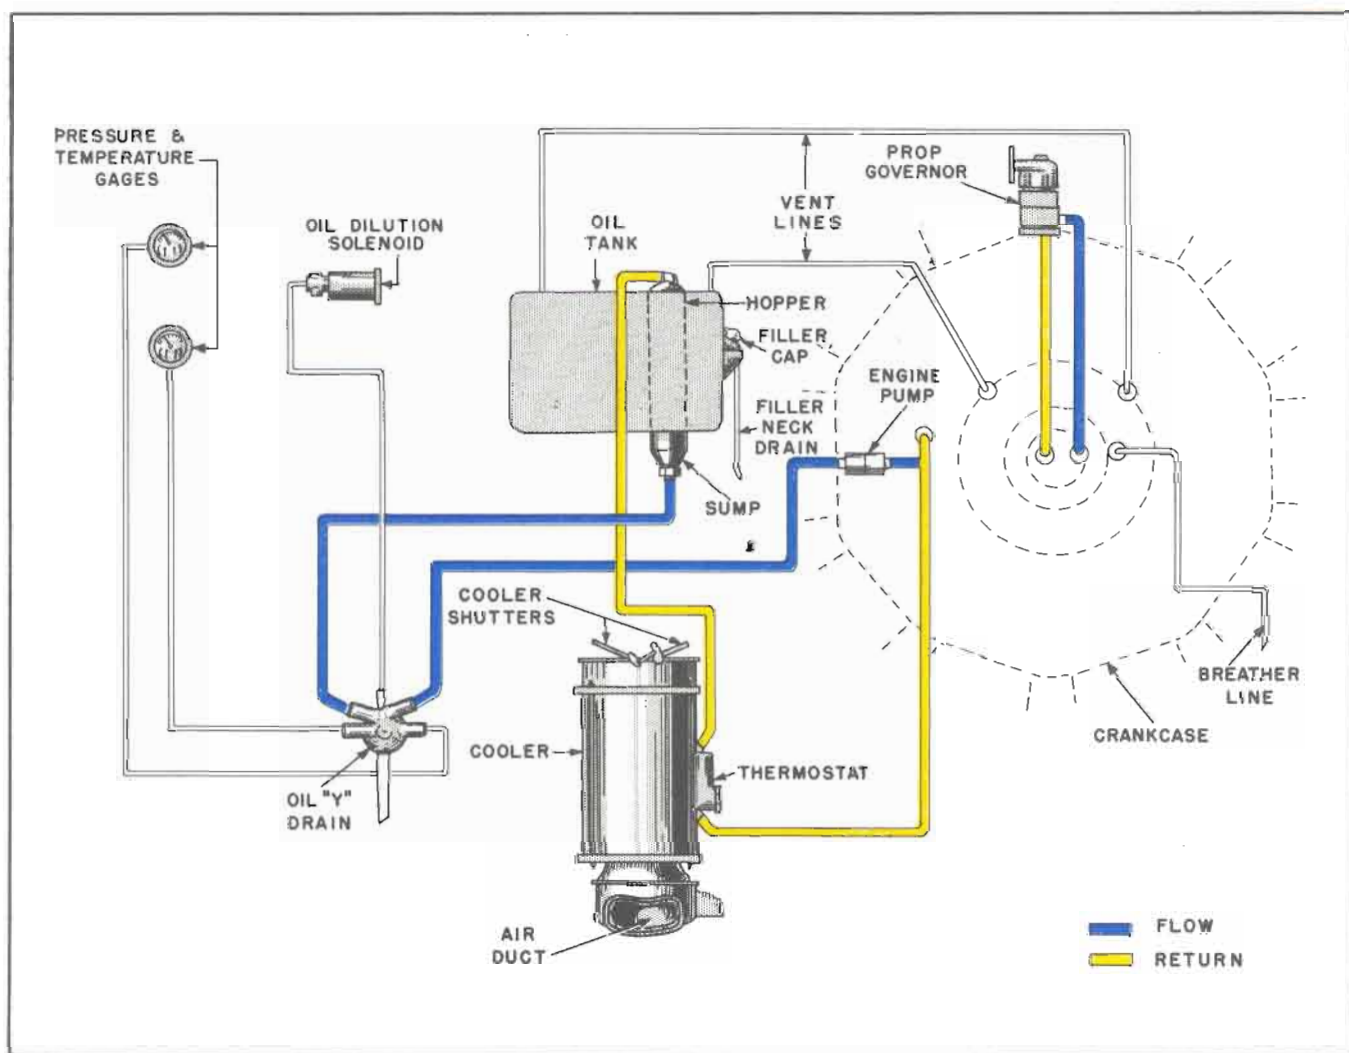 PRESSURE &
TEMPERATURE
GAGES
OIL DILUTION
SOLENOID
OIL
TANK
VENT
LINES
PROP
GOVERNOR
HOPPER
FILLER
CAP
ENGINE
PUMP
FILLER
NECK
DRAIN
SUMP
COOLER
SHUTTERS
BREATHER
LINE
CRANKCASE
COOLER
THERMOSTAT
OIL "Y"
DRAIN
AIR
DUCT
FLOW
RETURN